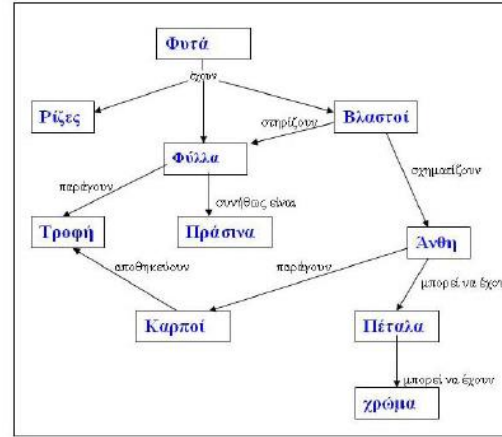 Φυτά
έχουν
Ρίζες
Βλαστοί
στηρίζουν
Φύλλα
σχηματίζουν
παράγουν
συνήθως είναι
Τροφή
Πράσινα
Άνθη
αποθηκεύουν
παράγουν
μπορεί να έχου
Καρποί
Πέταλα
μπορεί να έχουν
χρώμα